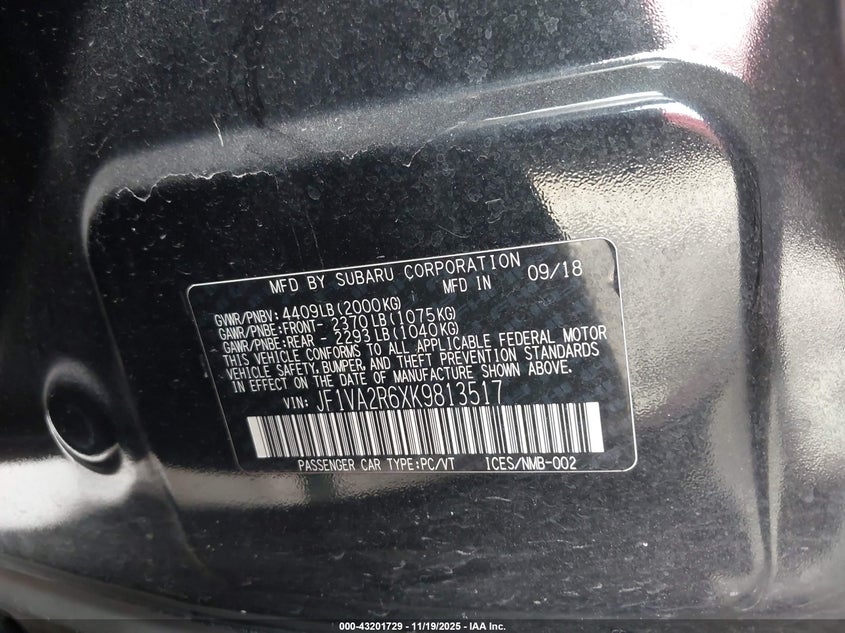 MFD BY SUBARU CORPORATION
MFD IN 09/18
GVWR/PNBV: 4409LB(2000KG)
GAWR/PNBE:FRONT- 2370LB(1075KG)
GAWR/PNBE:REAR - 2293LB(1040KG)
THIS VEHICLE CONFORMS TO ALL APPLICABLE FEDERAL MOTOR
VEHICLE SAFETY, BUMPER, AND THEFT PREVENTION STANDARDS
IN EFFECT ON THE DATE OF MANUFACTURE SHOWN ABOVE.
VIN: JF1VA2R6XK9813517
PASSENGER CAR TYPE:PC/VT ICES/NMB-002
000-43201729 - 11/19/2025 - IAA Inc.